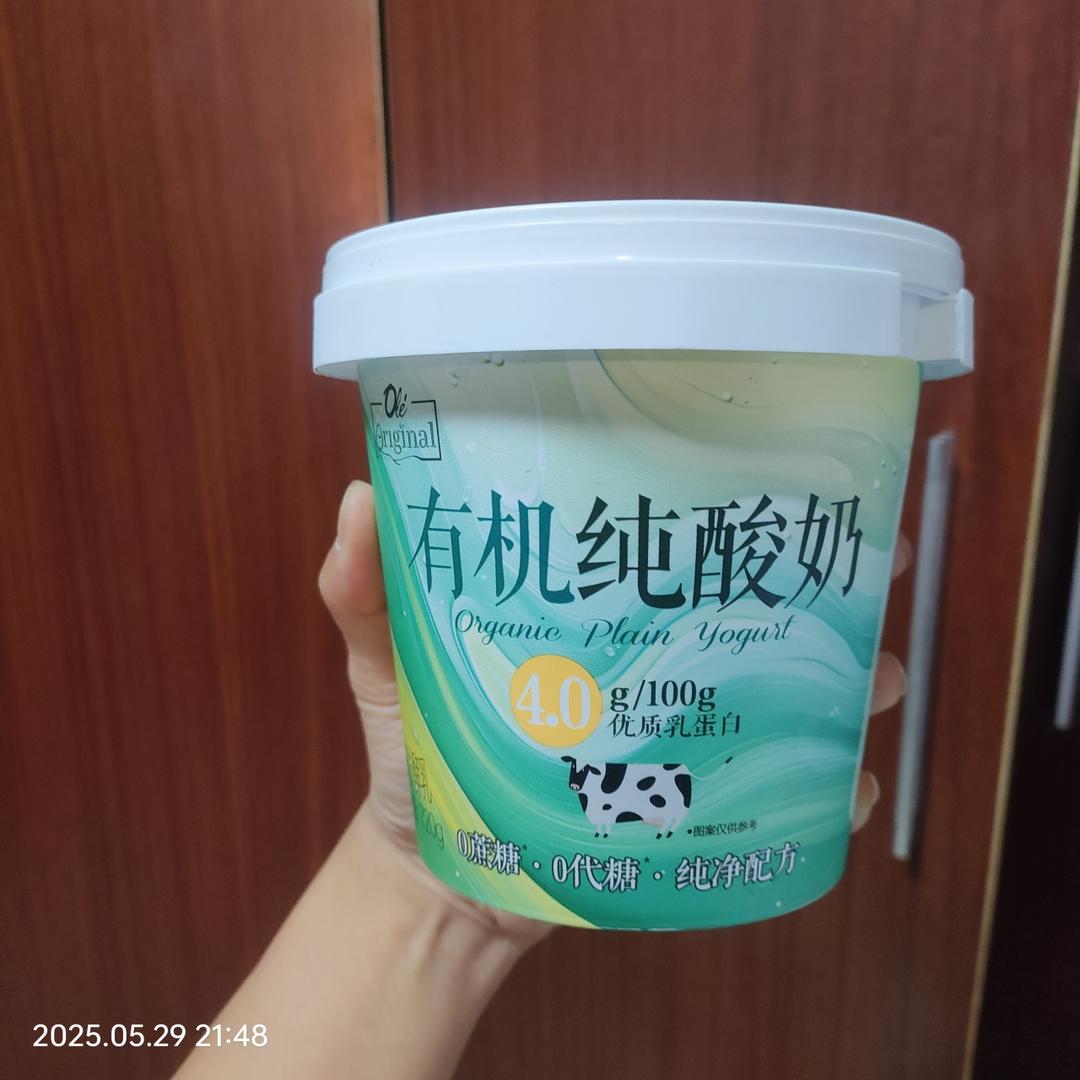 Olé
Original
有机纯酸奶
Organic Plain Yogurt
4.0 g/100g
优质乳蛋白
•图案仅供参考
0蔗糖*·0代糖*·纯净配方
2025.05.29 21:48